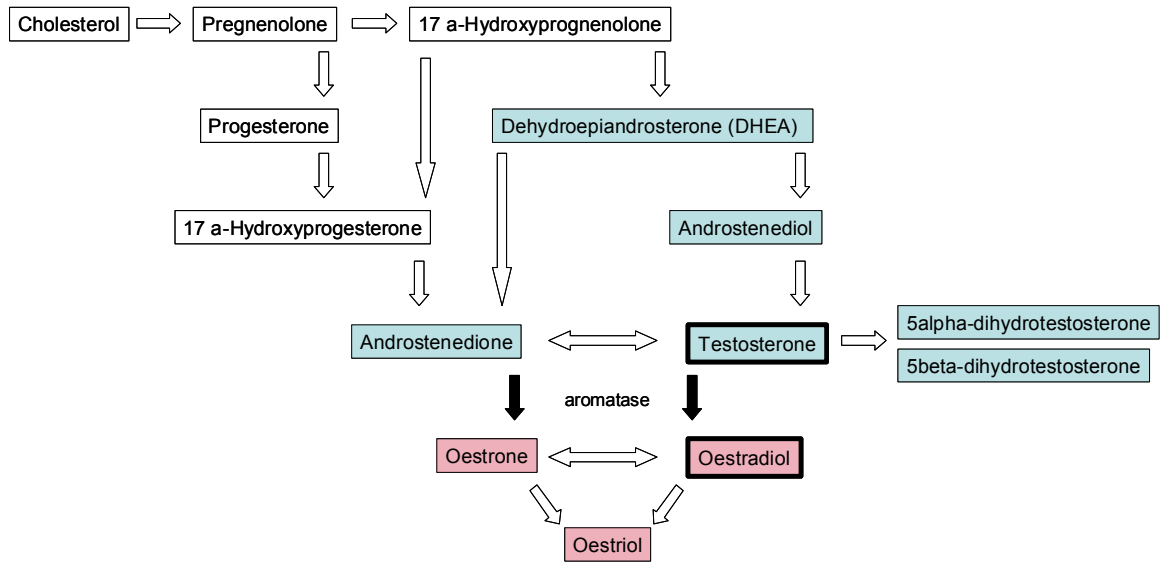 Cholesterol
Pregnenolone
17 a-Hydroxyprognenolone
Progesterone
Dehydroepiandrosterone (DHEA)
17 a-Hydroxyprogesterone
Androstenediol
Androstenedione
Testosterone
5alpha-dihydrotestosterone
5beta-dihydrotestosterone
aromatase
Oestrone
Oestradiol
Oestriol